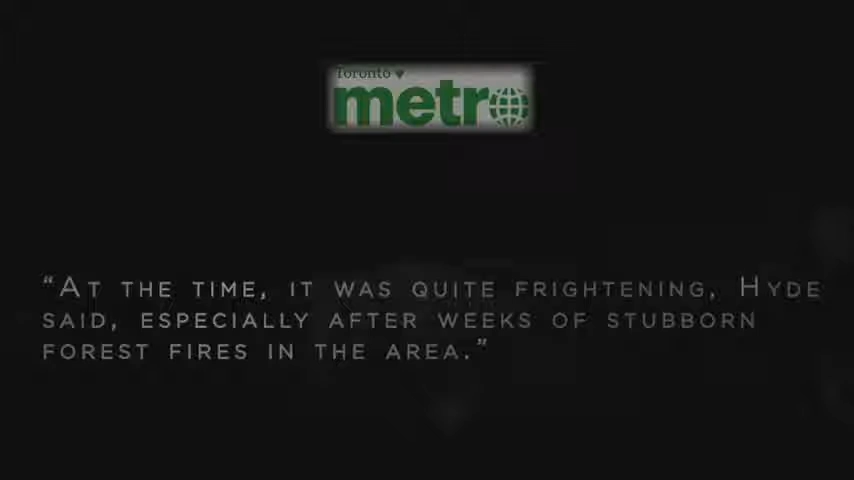 Toronto
metro
“At the time, it was quite frightening, Hyde
said, especially after weeks of stubborn
forest fires in the area.”